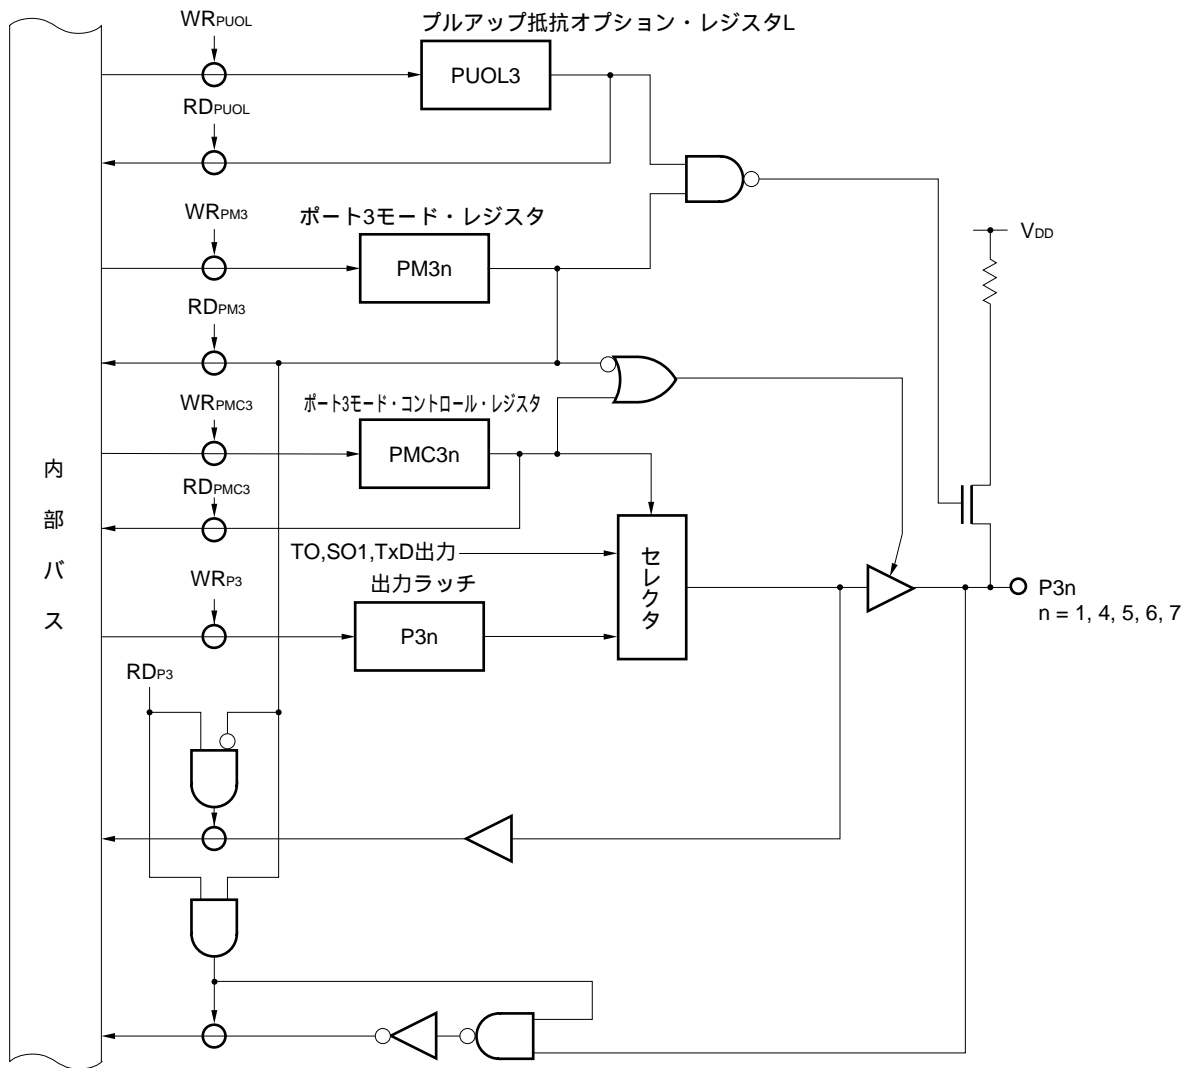 WRPUOL
プルアップ抵抗オプション・レジスタL
PUOL3
RDPUOL
WRPM3
ポート3モード・レジスタ
PM3n
VDD
RDPM3
WRPMC3
ポート3モード・コントロール・レジスタ
PMC3n
内部バス
RDPMC3
TO,SO1,TxD出力
セレクタ
WRP3
出力ラッチ
P3n
P3n
n = 1, 4, 5, 6, 7
RDP3